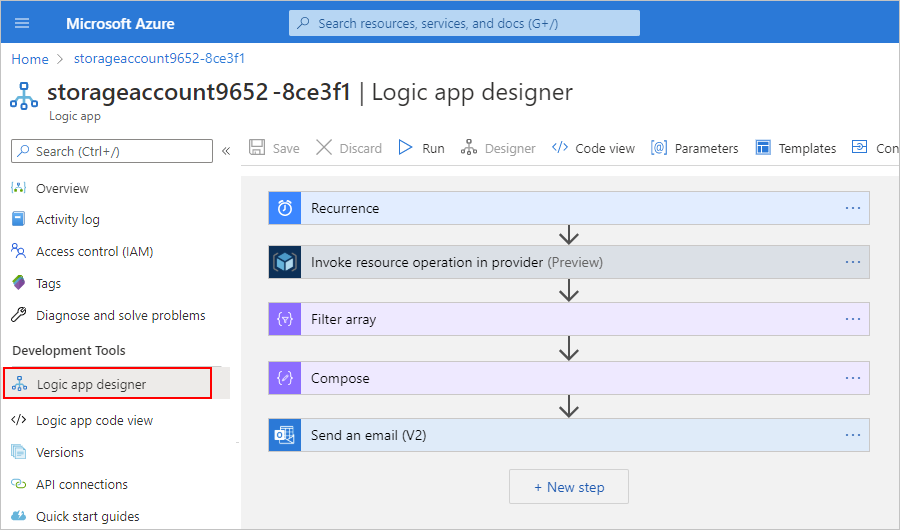 Microsoft Azure
Search resources, services, and docs (G+/)
Home > storageaccount9652-8ce3f1
storageaccount9652 -8ce3f1 | Logic app designer
Logic app
Search (Ctrl+/)
«
Save
Discard
Run
Designer
Code view
Parameters
Templates
Con
Overview
Activity log
Access control (IAM)
Tags
Diagnose and solve problems
Development Tools
Logic app designer
Logic app code view
Versions
API connections
Quick start guides
Recurrence
Invoke resource operation in provider (Preview)
Filter array
Compose
Send an email (V2)
+ New step